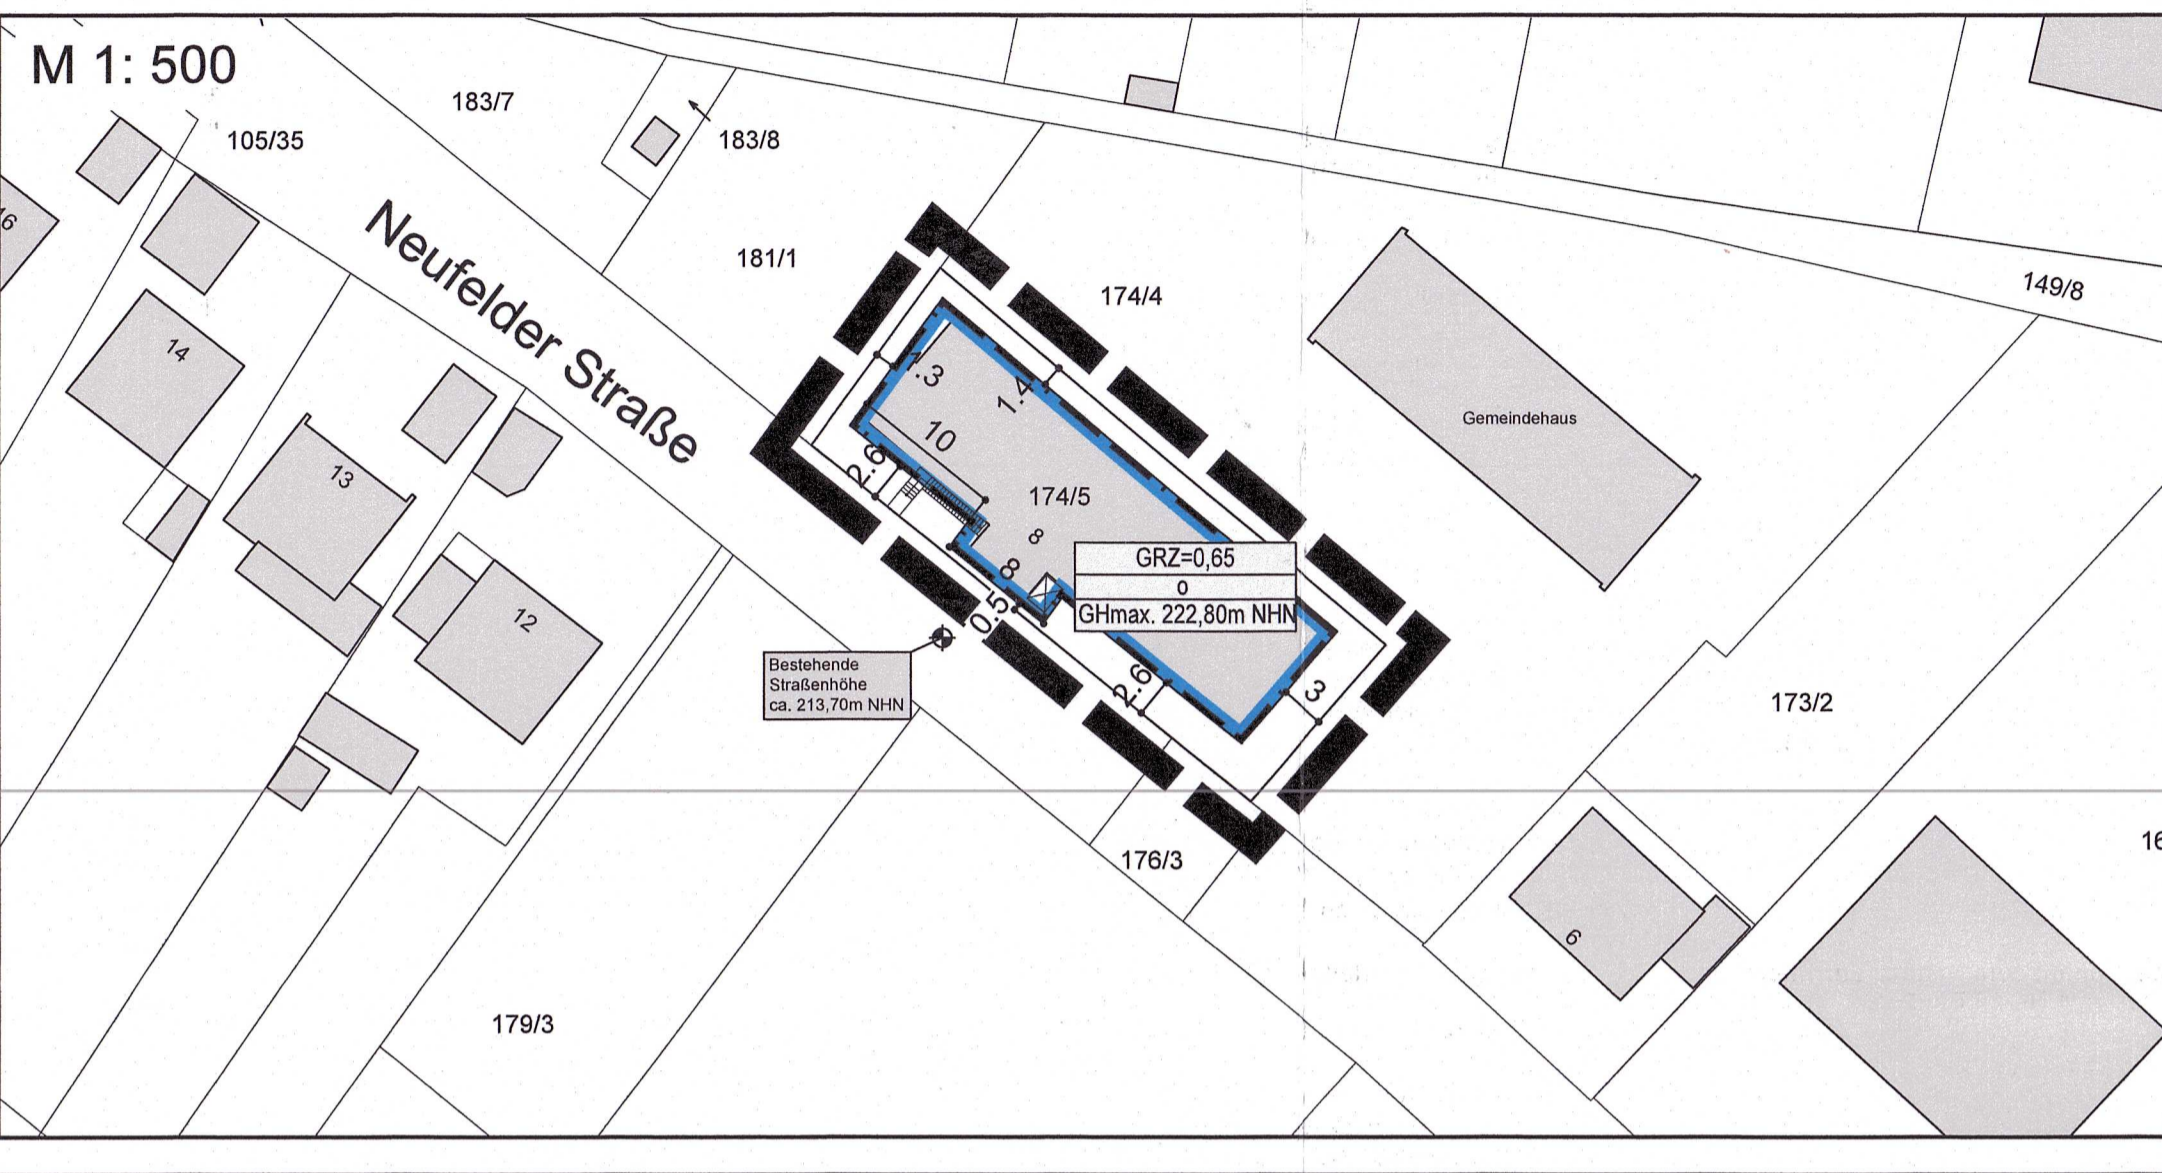 M 1: 500
183/7
105/35
183/8
16
Neufelder Straße
181/1
174/4
149/8
14
1.3
1.4
Gemeindehaus
10
13
2.6
174/5
8
GRZ=0,65
8
o
GHmax. 222,80m NHN
0.5
12
Bestehende
Straßenhöhe
ca. 213,70m NHN
2.6
3
173/2
176/3
16
6
179/3